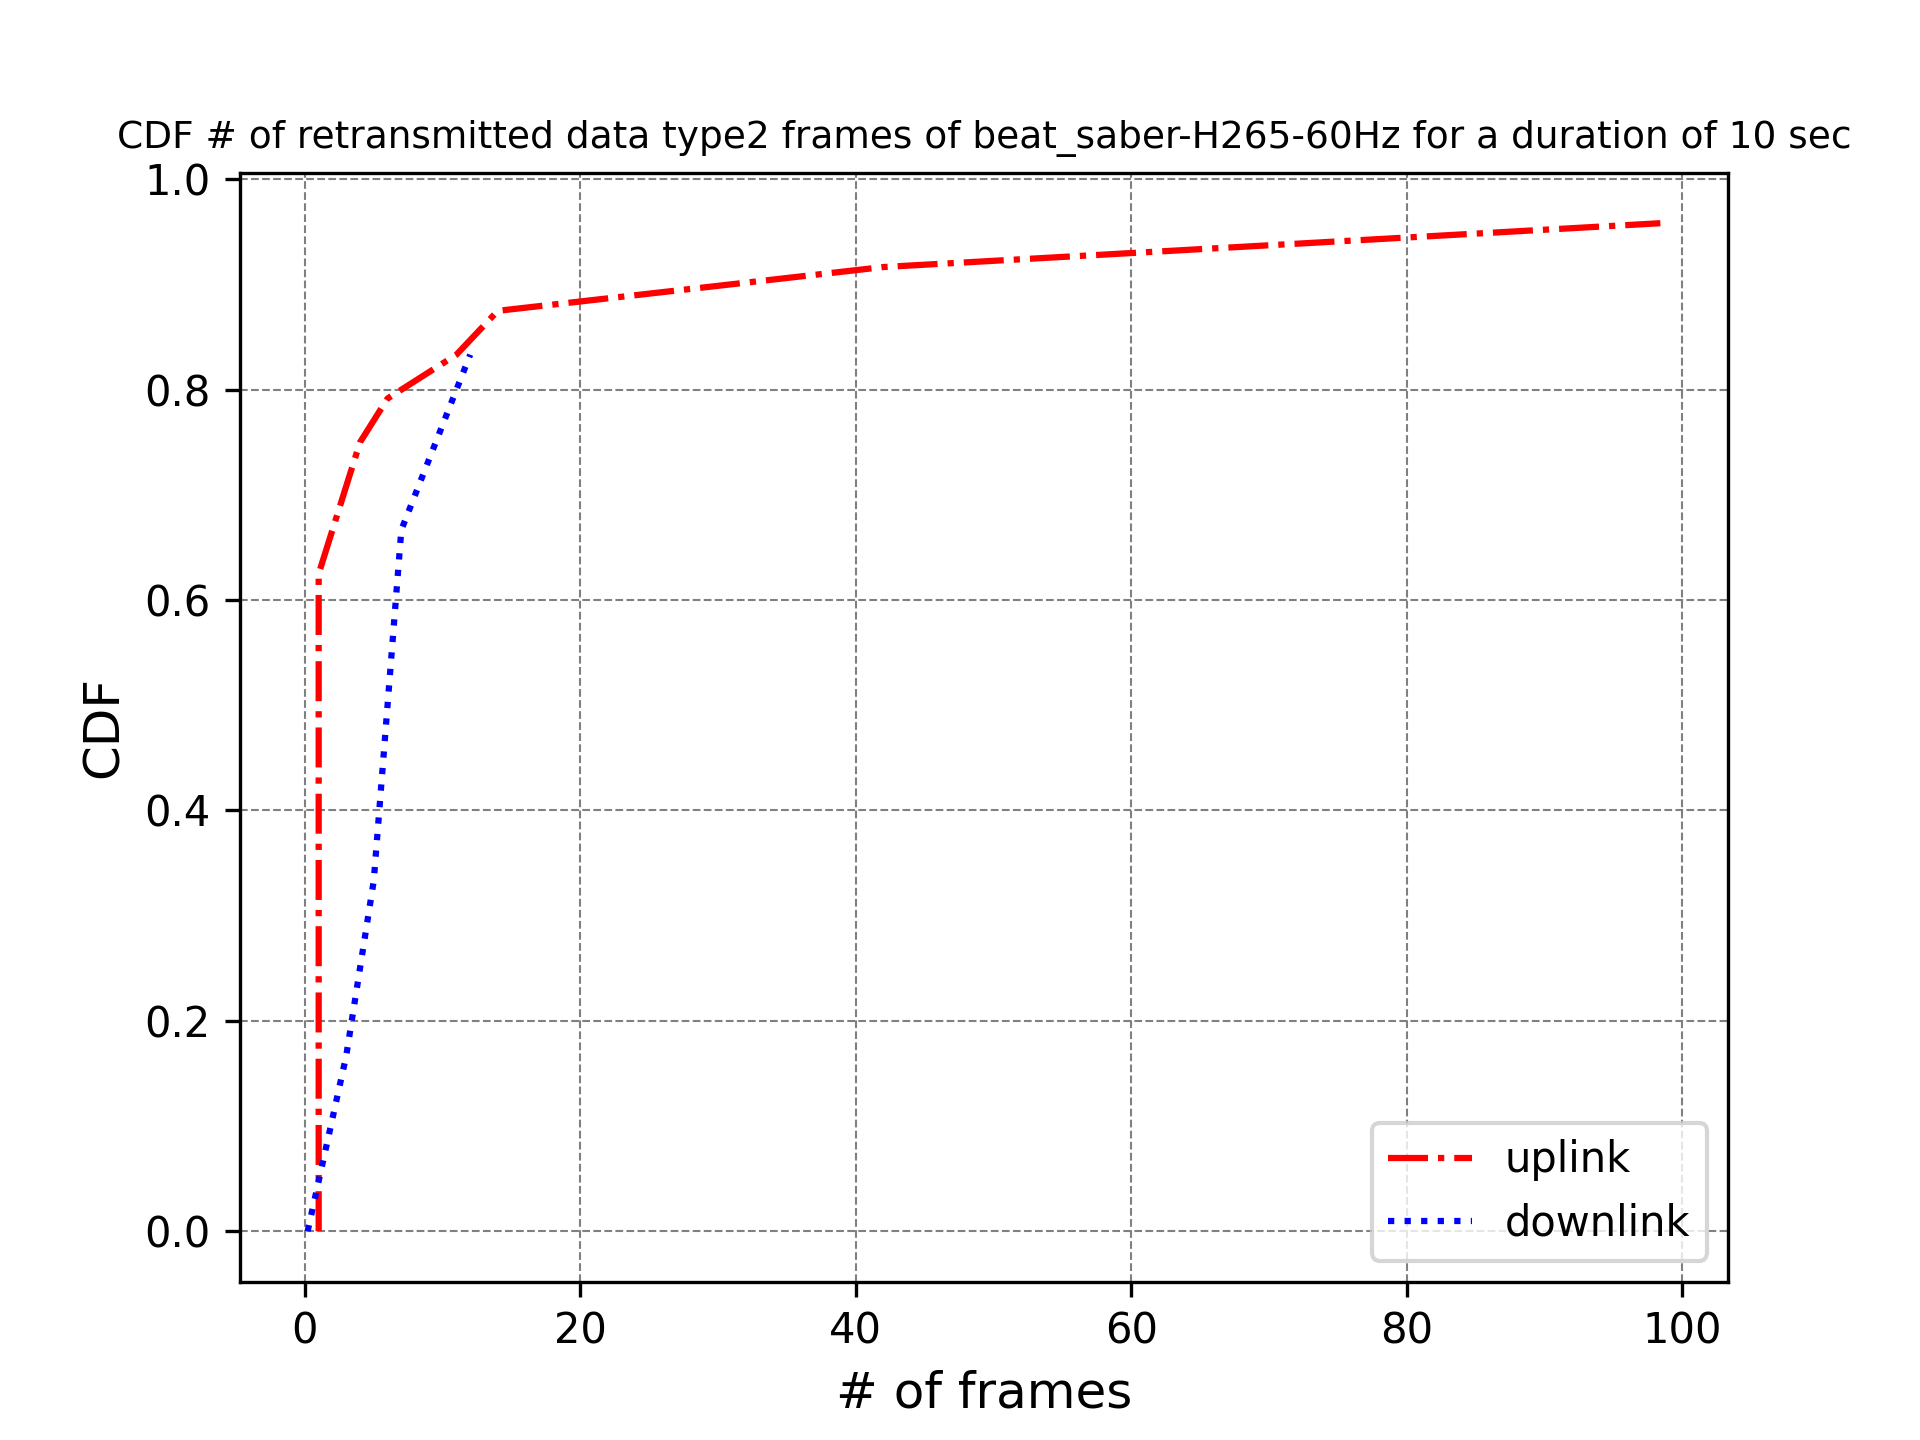 CDF # of retransmitted data type2 frames of beat_saber-H265-60Hz for a duration of 10 sec
1.0
0.8
0.6
0.4
0.2
0.0
CDF
0 20 40 60 80 100
# of frames
uplink
downlink